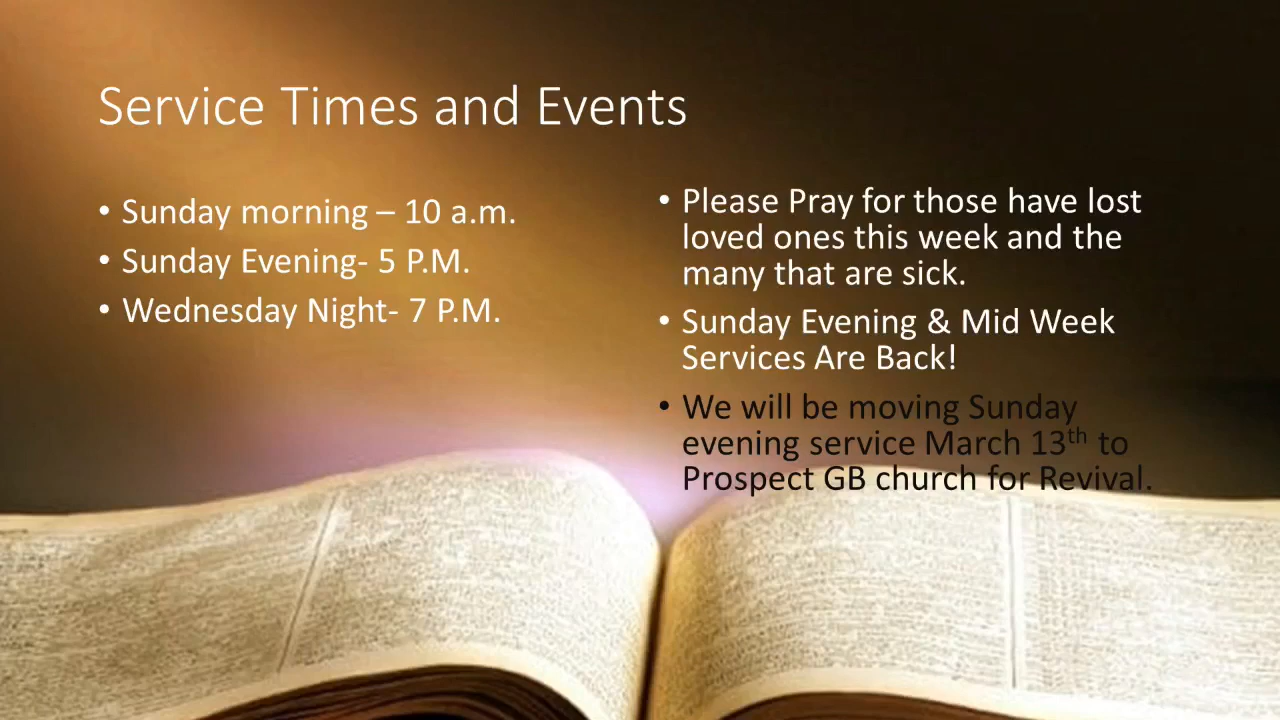 Service Times and Events
• Sunday morning – 10 a.m.
• Sunday Evening- 5 P.M.
• Wednesday Night- 7 P.M.
• Please Pray for those have lost
loved ones this week and the
many that are sick.
• Sunday Evening & Mid Week
Services Are Back!
• We will be moving Sunday
evening service March 13th to
Prospect GB church for Revival.